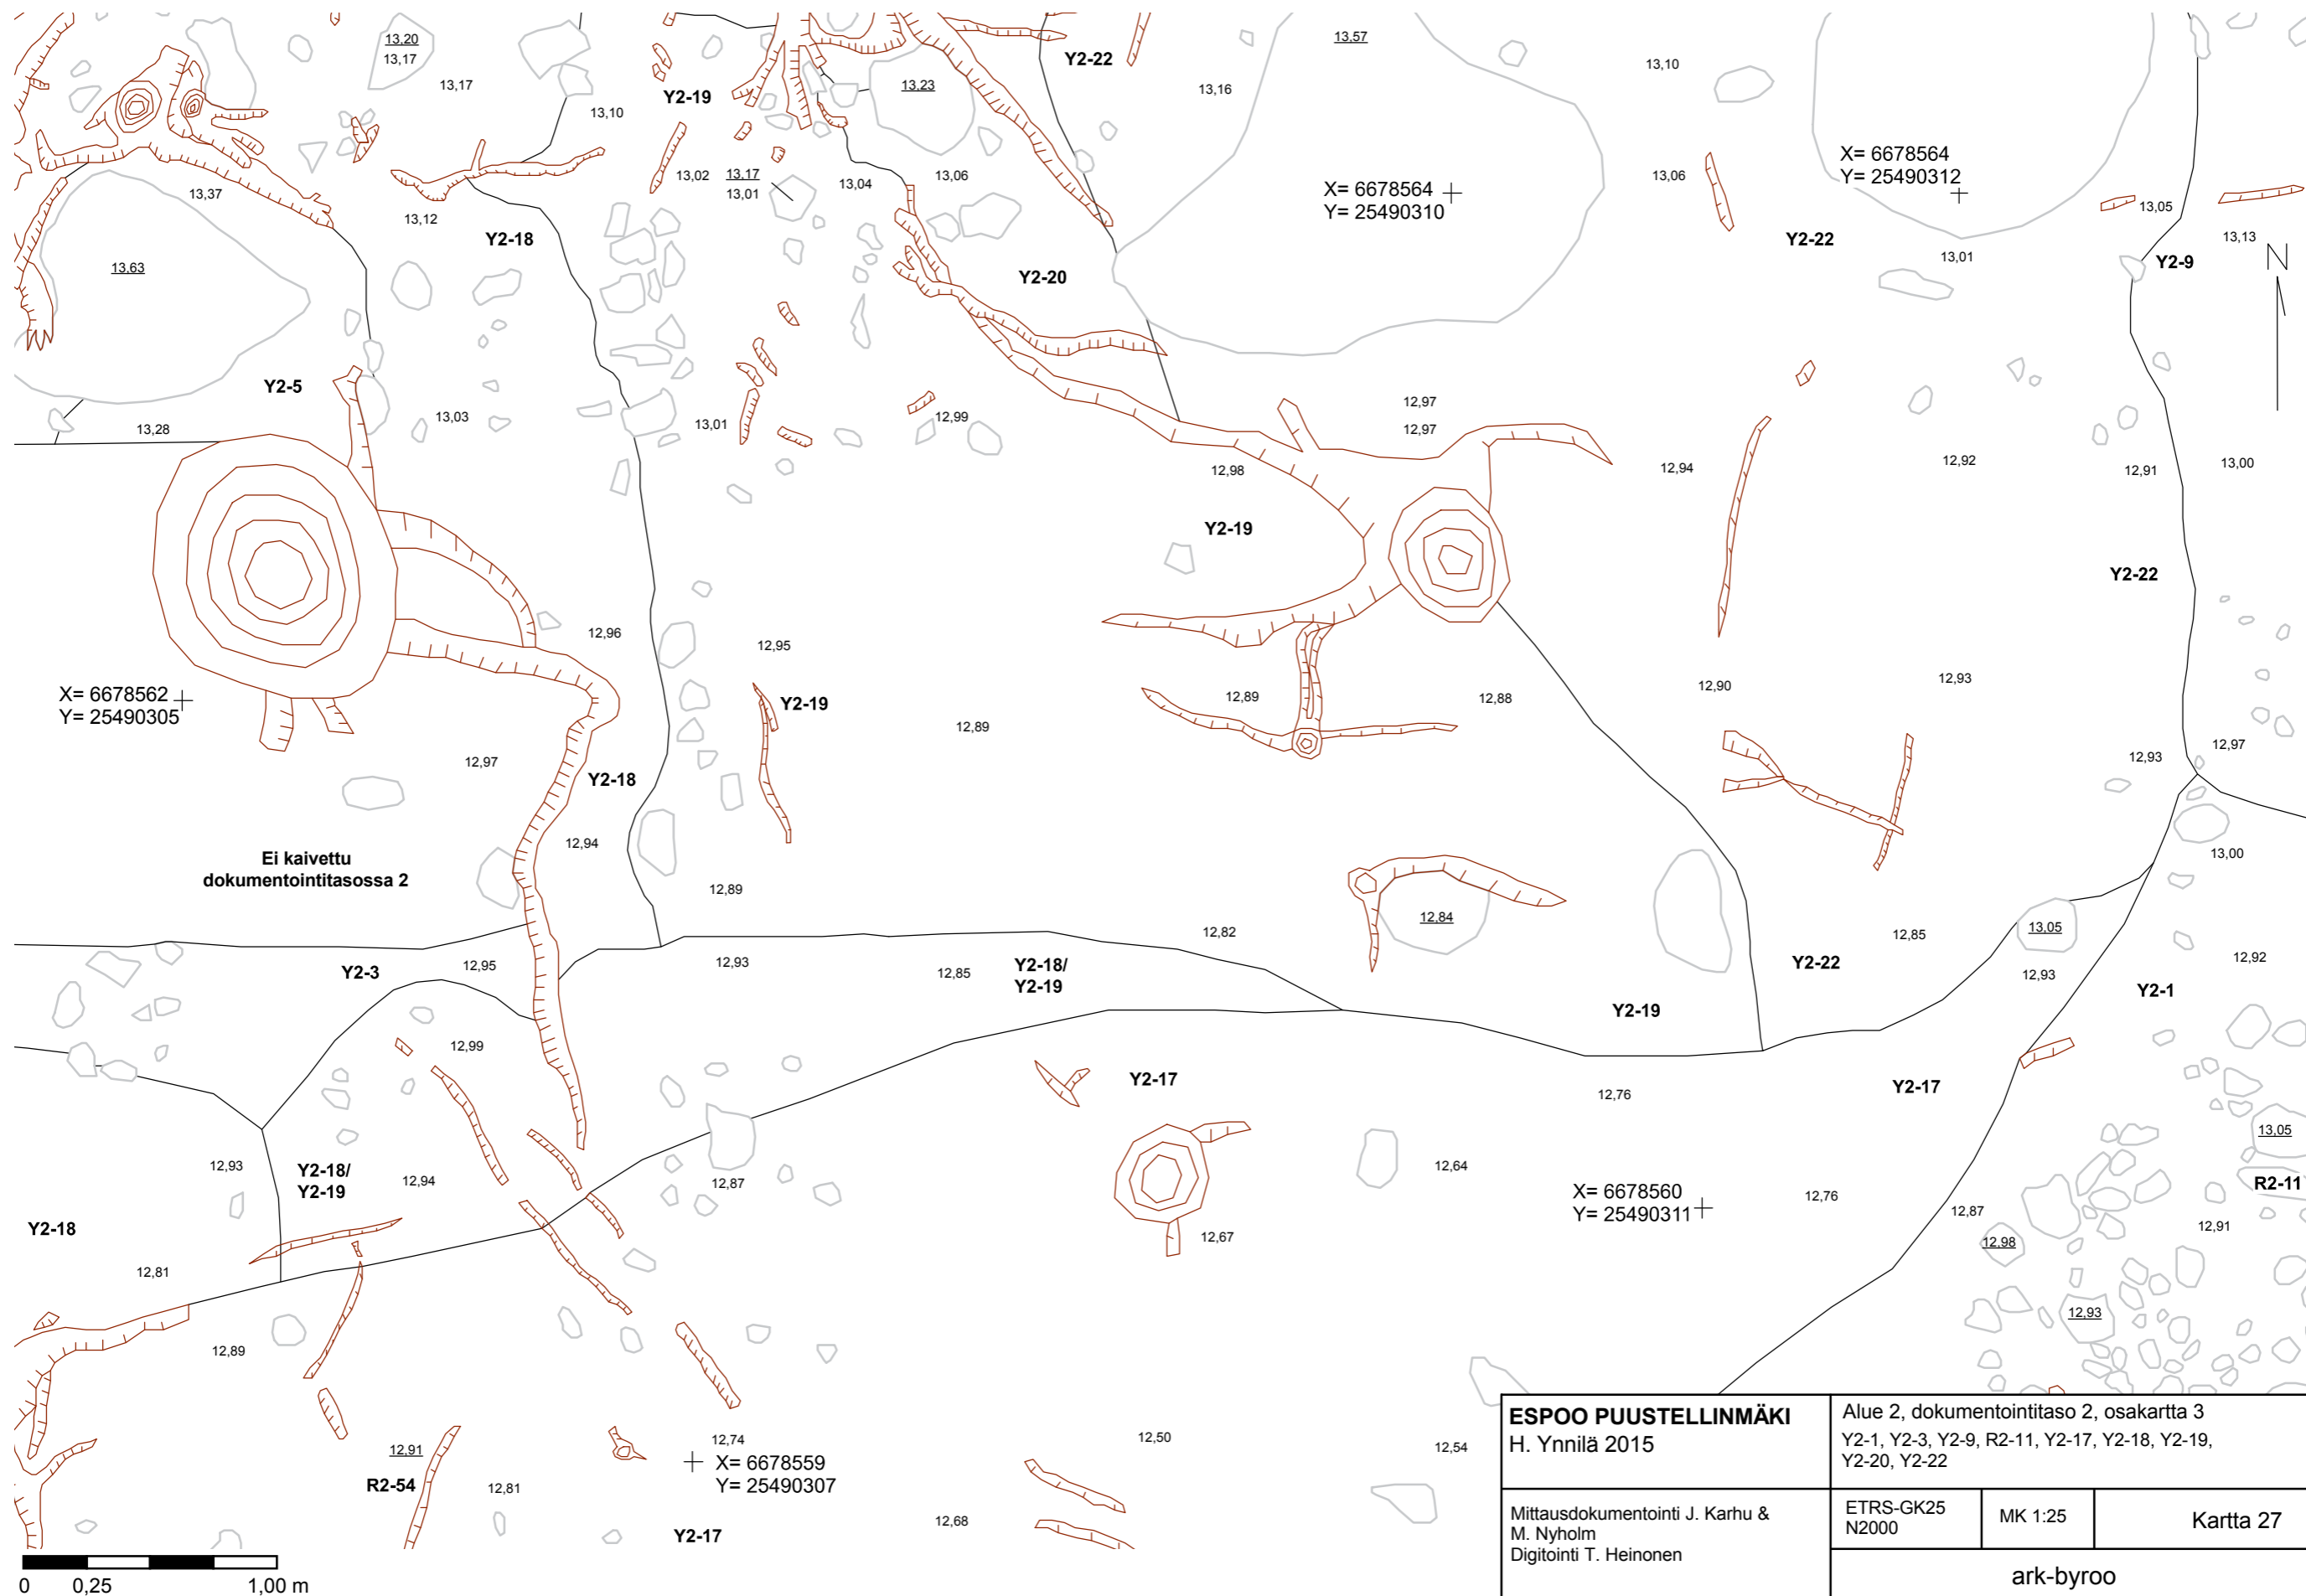 13,20
13,17
13,17
13,10
Y2-19
13,23
Y2-22
13,16
13,57
13,10
X= 6678564
Y= 25490312
13,37
13,12
Y2-18
13,02
13,17
13,01
13,04
13,06
X= 6678564
Y= 25490310
13,06
Y2-22
13,01
13,05
13,13
Y2-9
N
13,63
Y2-20
Y2-5
13,28
13,03
13,01
12,99
12,97
12,97
12,98
12,94
12,92
12,91
13,00
Y2-19
Y2-22
12,96
12,95
X= 6678562
Y= 25490305
Y2-19
12,89
12,89
12,88
12,90
12,93
12,93
12,97
12,97
Y2-18
12,94
Ei kaivettu
dokumentointitasossa 2
12,89
13,00
12,82
12,84
12,85
13,05
12,92
Y2-3
12,95
12,93
12,85
Y2-18/
Y2-19
Y2-22
12,93
Y2-1
Y2-19
12,99
Y2-17
12,76
Y2-17
13,05
12,93
Y2-18/
Y2-19
12,94
12,87
12,64
X= 6678560
Y= 25490311
12,76
12,87
R2-11
12,91
Y2-18
12,67
12,98
12,81
12,93
12,89
12,91
R2-54
12,81
12,74
X= 6678559
Y= 25490307
12,50
12,54
12,68
Y2-17
0
0,25
1,00 m
ESPOO PUUSTELLINMÄKI
H. Ynnilä 2015
Alue 2, dokumentointitaso 2, osakartta 3
Y2-1, Y2-3, Y2-9, R2-11, Y2-17, Y2-18, Y2-19,
Y2-20, Y2-22
Mittausdokumentointi J. Karhu &
M. Nyholm
Digitointi T. Heinonen
ETRS-GK25
N2000
MK 1:25
Kartta 27
ark-byroo